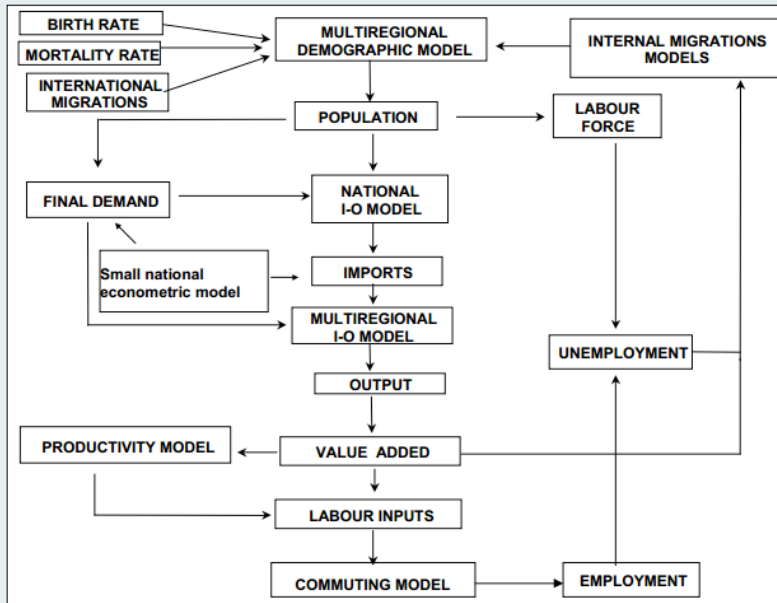 BIRTH RATE
MORTALITY RATE
INTERNATIONAL
MIGRATIONS
MULTIREGIONAL
DEMOGRAPHIC MODEL
INTERNAL MIGRATIONS
MODELS
POPULATION
LABOUR
FORCE
FINAL DEMAND
NATIONAL
I-O MODEL
Small national
econometric model
IMPORTS
MULTIREGIONAL
I-O MODEL
UNEMPLOYMENT
OUTPUT
PRODUCTIVITY MODEL
VALUE ADDED
LABOUR INPUTS
COMMUTING MODEL
EMPLOYMENT